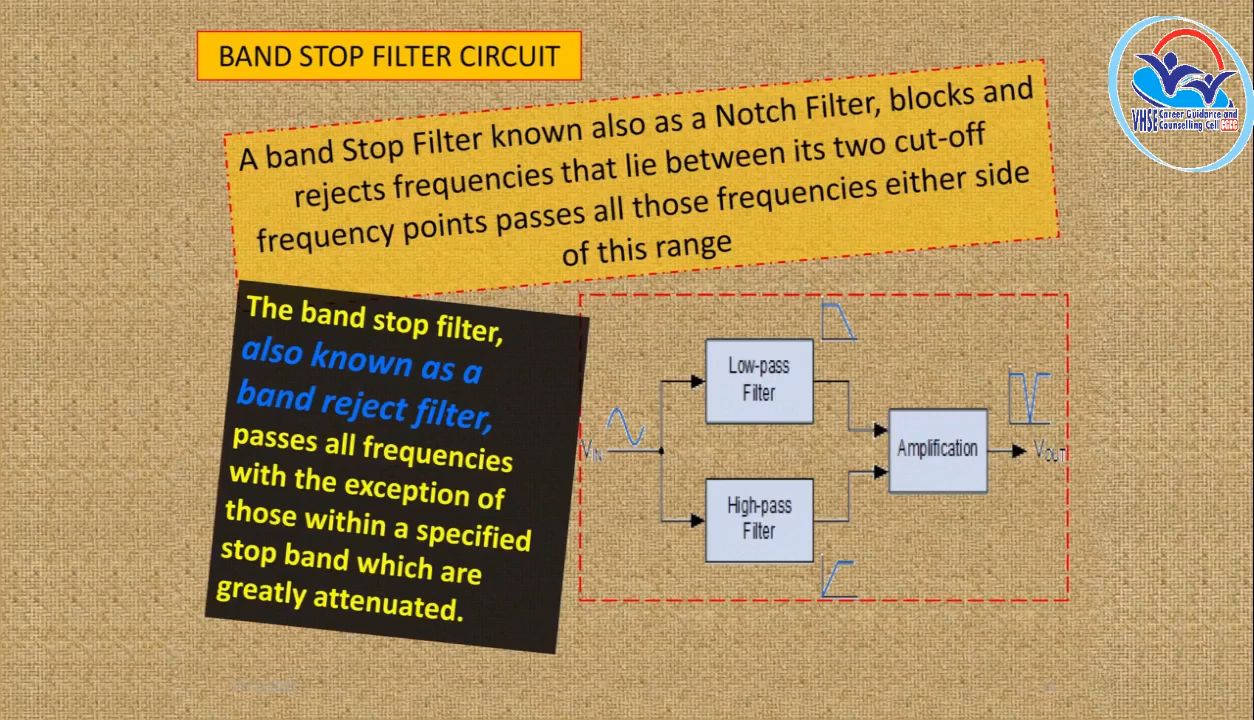 BAND STOP FILTER CIRCUIT
A band Stop Filter known also as a Notch Filter, blocks and
rejects frequencies that lie between its two cut-off
frequency points passes all those frequencies either side
of this range
The band stop filter,
also known as a
band reject filter,
passes all frequencies
with the exception of
those within a specified
stop band which are
greatly attenuated.
Low-pass
Filter
High-pass
Filter
Amplification
VIN
VOUT
VHSE Career Guidance and
Counselling Cell CGCC